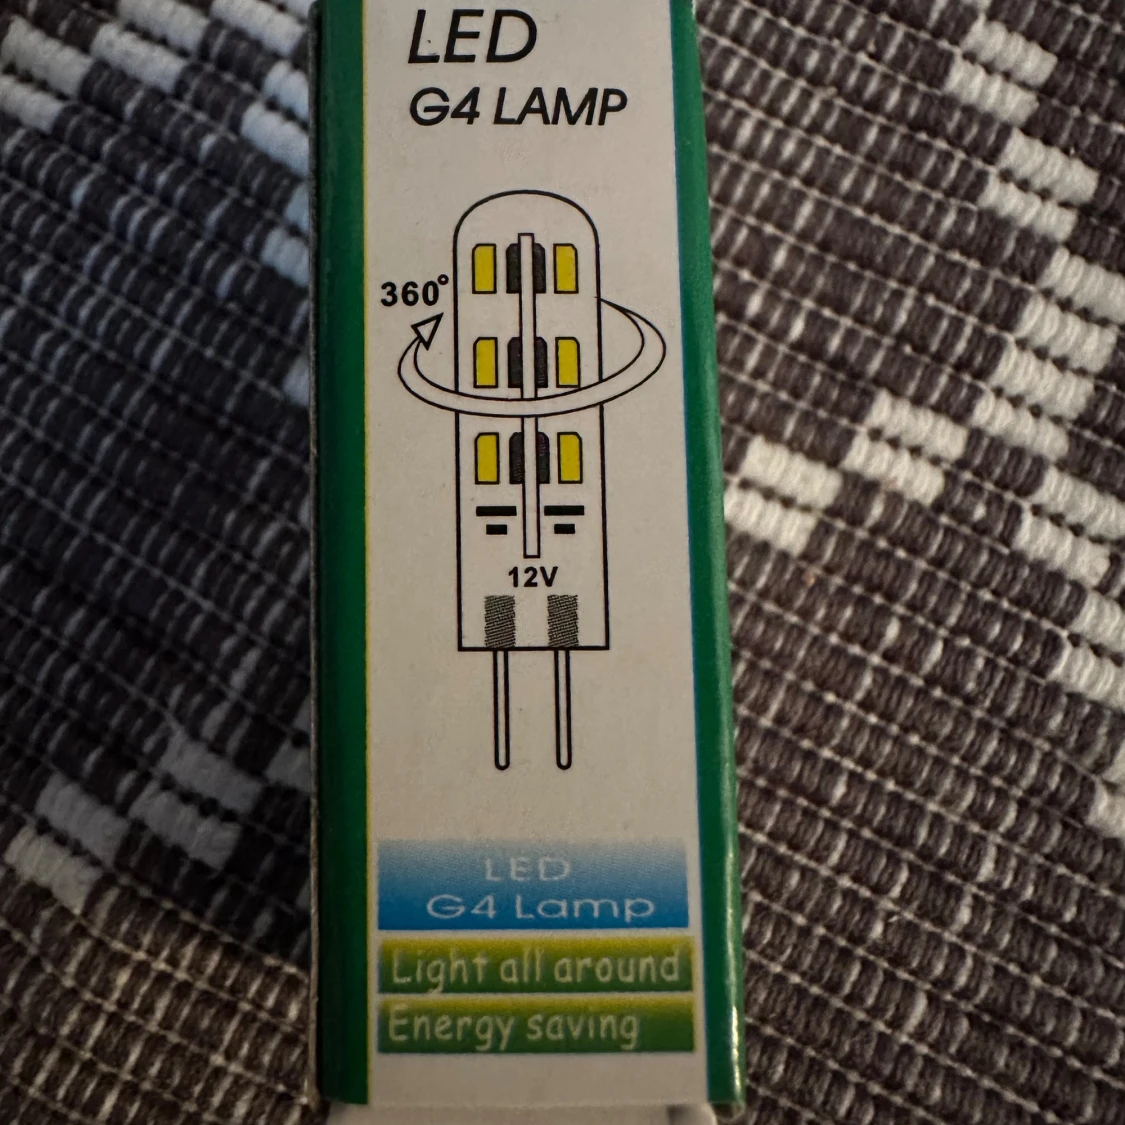 LED
G4 LAMP
360°
12V
LED
G4 Lamp
Light all around
Energy saving